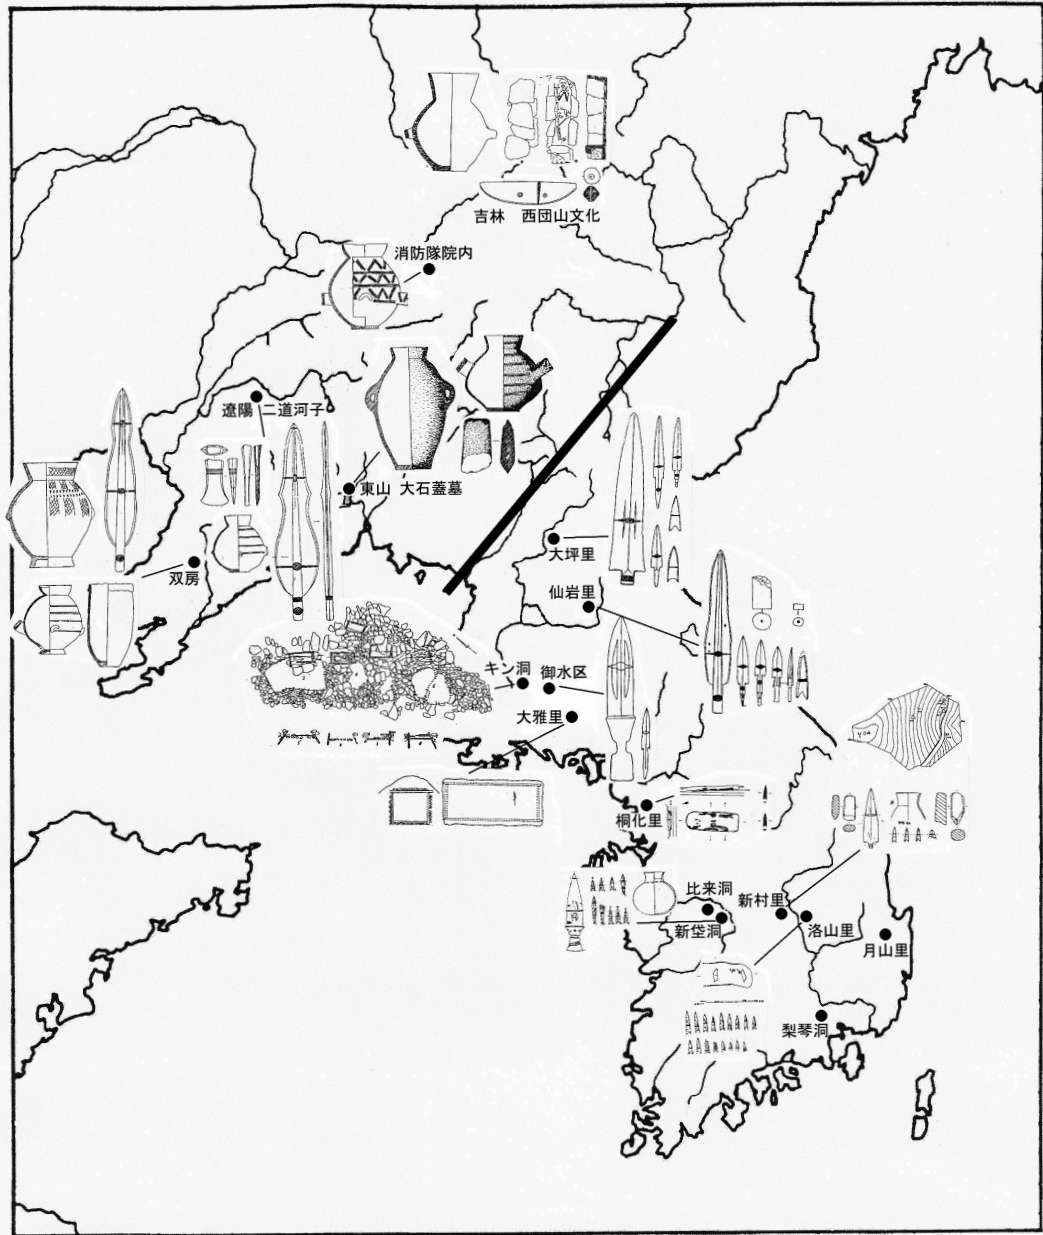 吉林 西団山文化
消防隊院内
遼陽 二道河子
東山 大石蓋墓
双房
大坪里
仙岩里
キン洞
御水区
大雅里
桐化里
比来洞
新岱洞
新村里
洛山里
月山里
梨琴洞